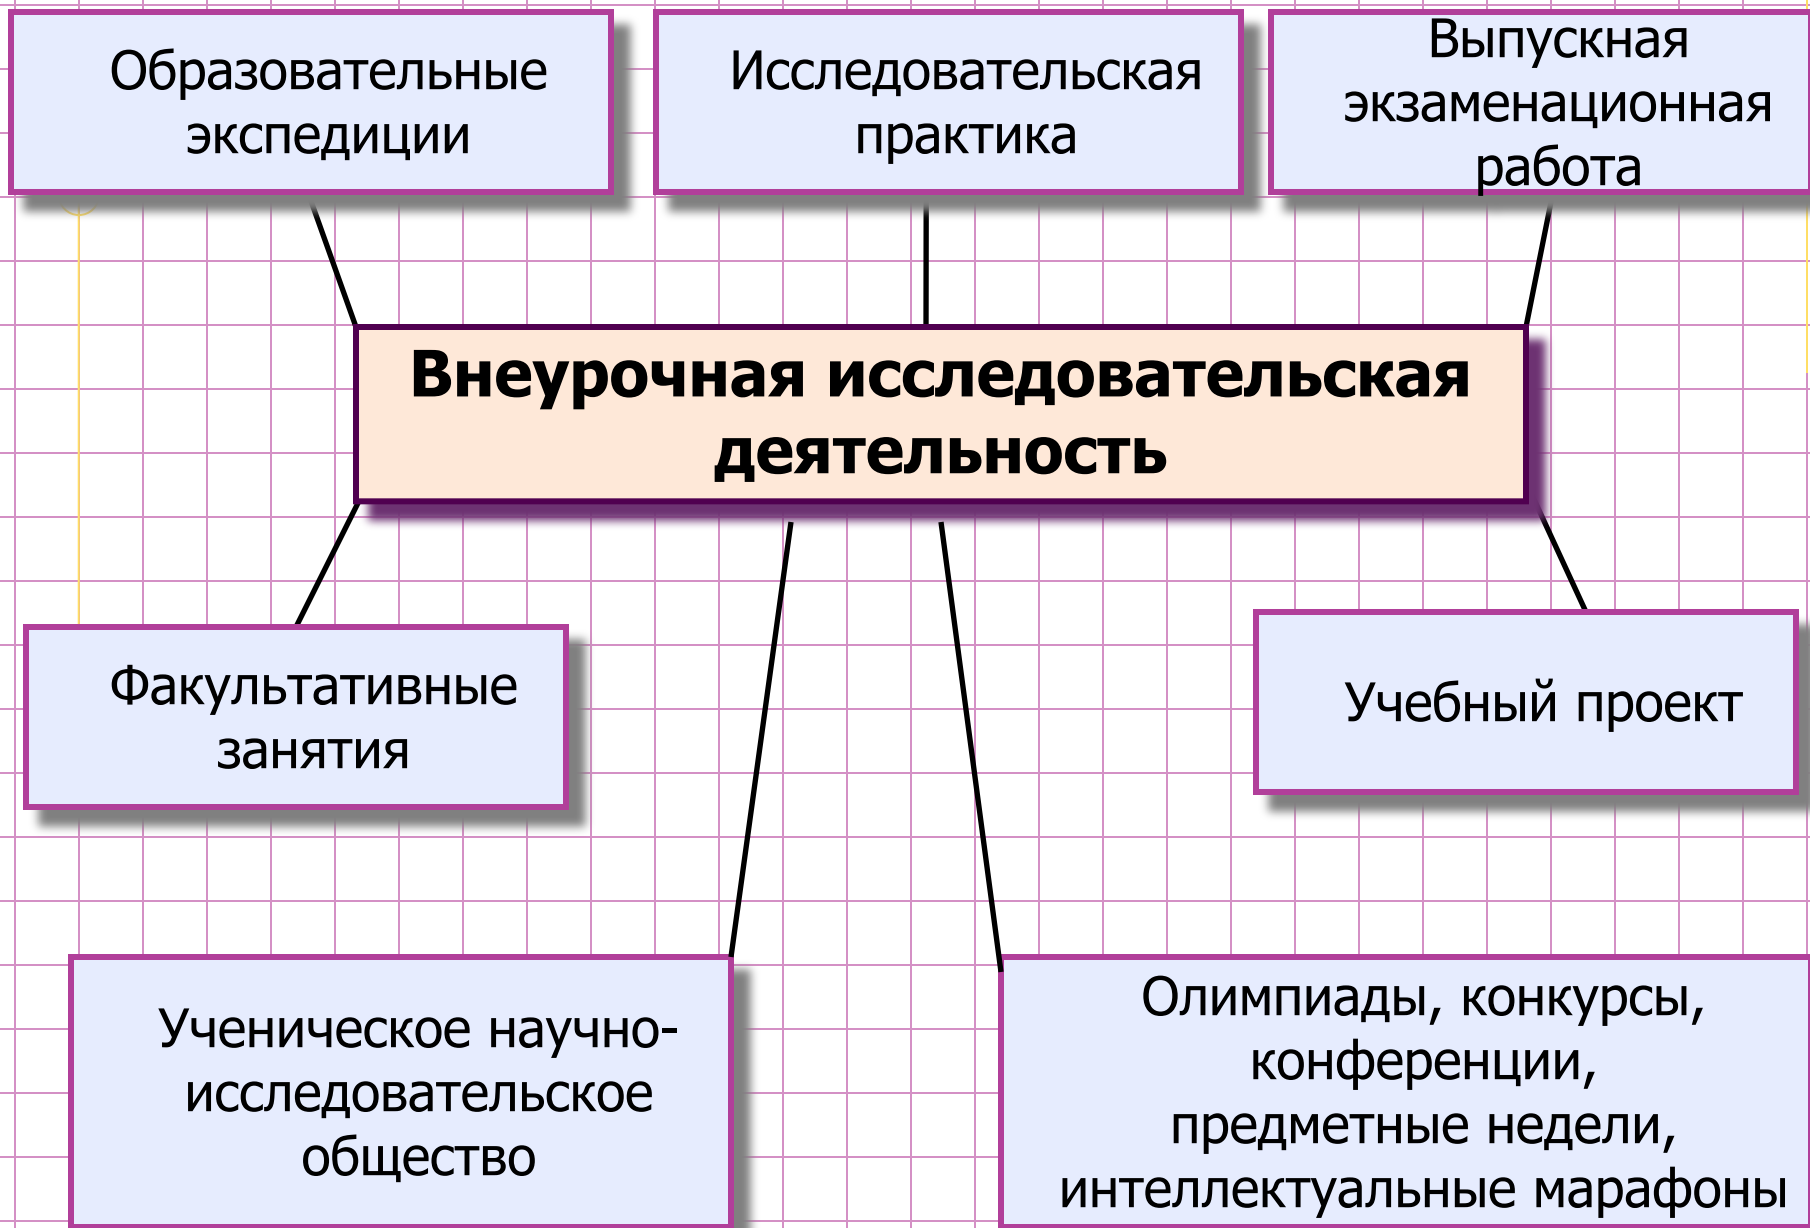 Образовательные
экспедиции
Исследовательская
практика
Выпускная
экзаменационная
работа
Внеурочная исследовательская
деятельность
Факультативные
занятия
Учебный проект
Ученическое научно-
исследовательское
общество
Олимпиады, конкурсы,
конференции,
предметные недели,
интеллектуальные марафоны